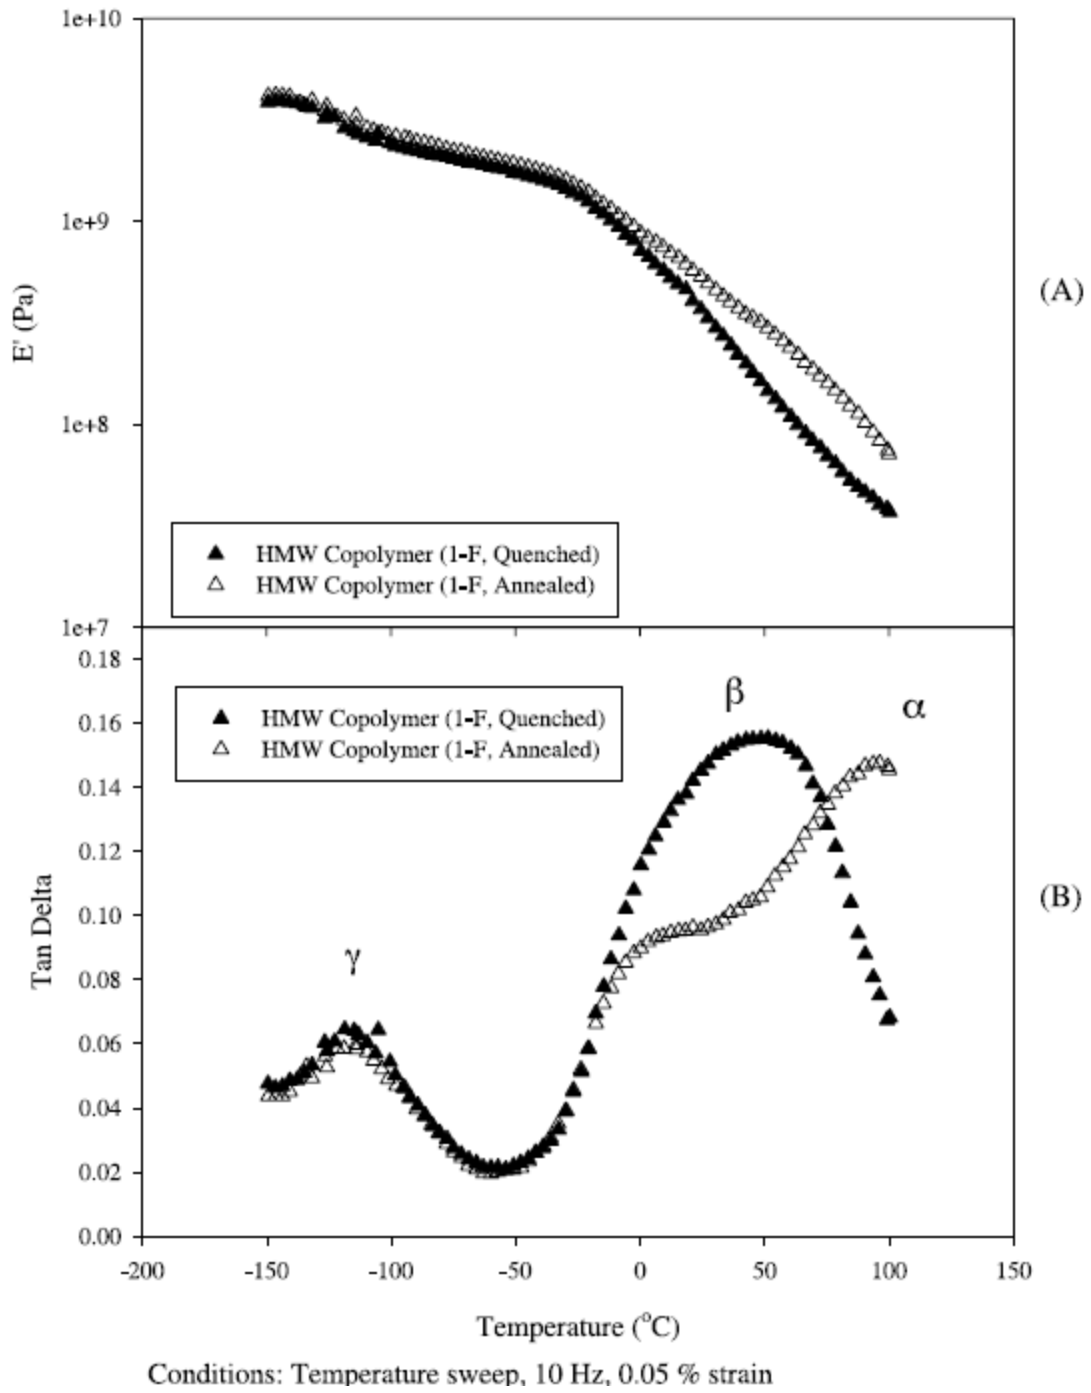 1e+10
1e+9
E' (Pa)
(A)
1e+8
HMW Copolymer (1-F, Quenched)
HMW Copolymer (1-F, Annealed)
1e+7
0.18
β
α
HMW Copolymer (1-F, Quenched)
HMW Copolymer (1-F, Annealed)
0.16
0.14
0.12
Tan Delta
0.10
(B)
γ
0.08
0.06
0.04
0.02
0.00
-200 -150 -100 -50 0 50 100 150
Temperature (°C)
Conditions: Temperature sweep, 10 Hz, 0.05 % strain